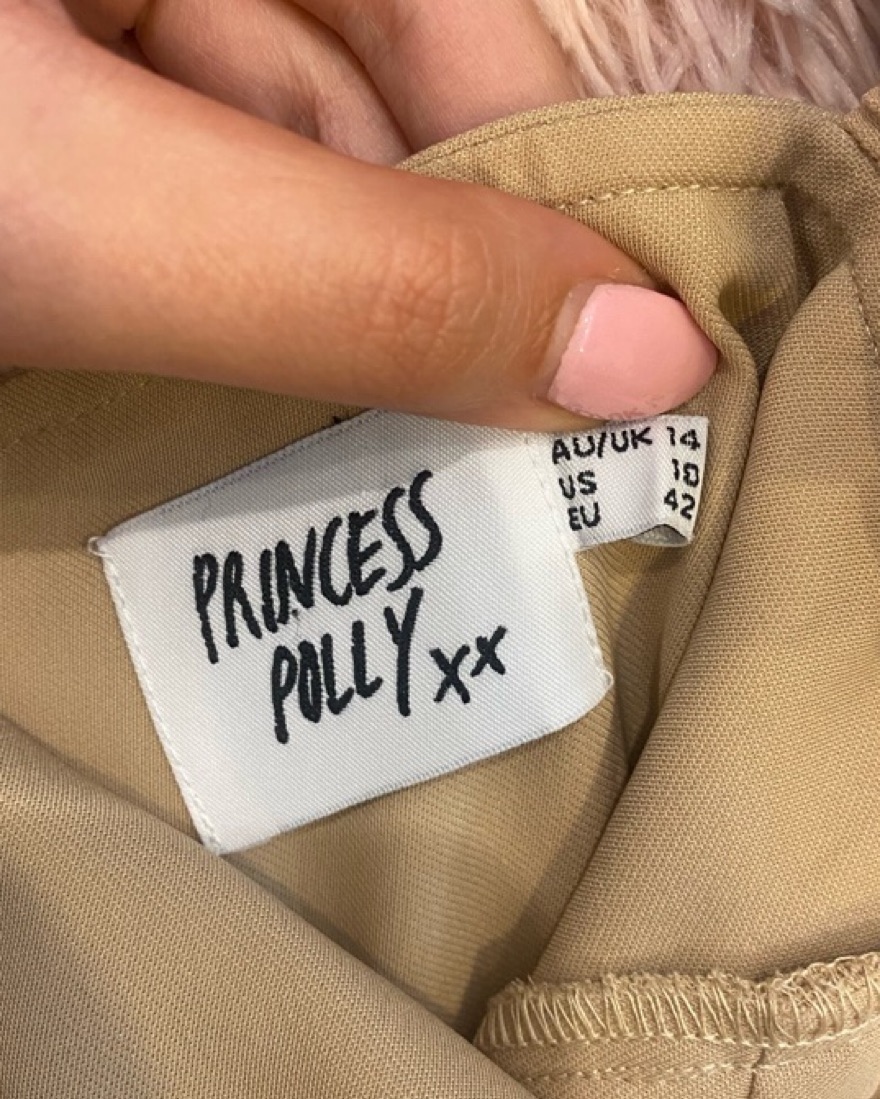 PRINCESS
POLLY xx
AU/UK 14
US 10
EU 42